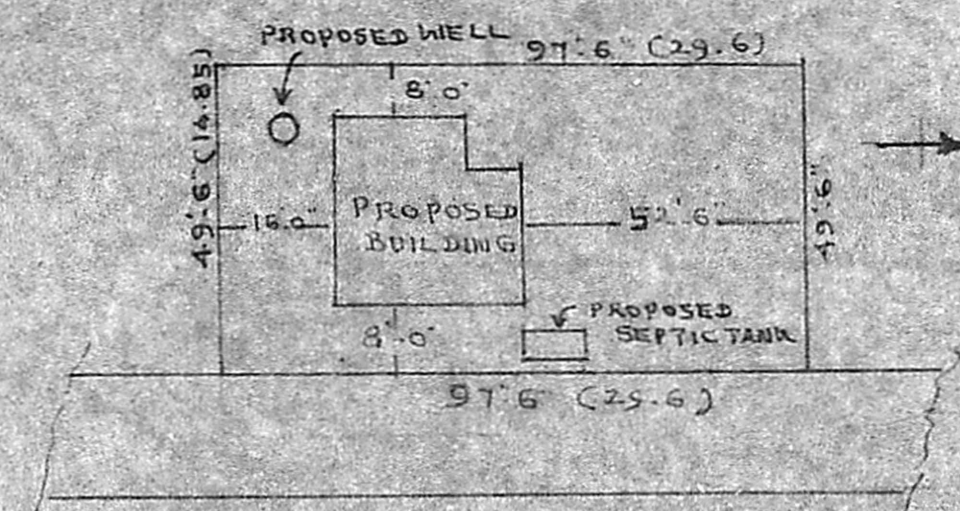 PROPOSED WELL
97'.6" (29.6)
8'.0"
49'.6" (14.85)
16.0"
PROPOSED
BUILDING
52'.6"
49'.6"
PROPOSED
SEPTIC TANK
8'.0"
97'.6" (29.6)